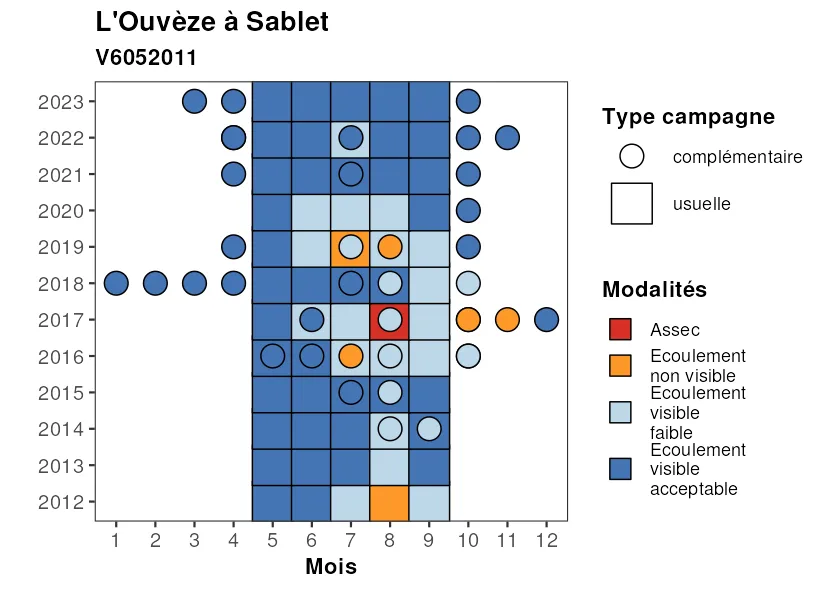 L'Ouvèze à Sablet
V6052011
2023
2022
2021
2020
2019
2018
2017
2016
2015
2014
2013
2012
1 2 3 4 5 6 7 8 9 10 11 12
Mois
Type campagne
complémentaire
usuelle
Modalités
Assec
Ecoulement
non visible
Ecoulement
visible
faible
Ecoulement
visible
acceptable